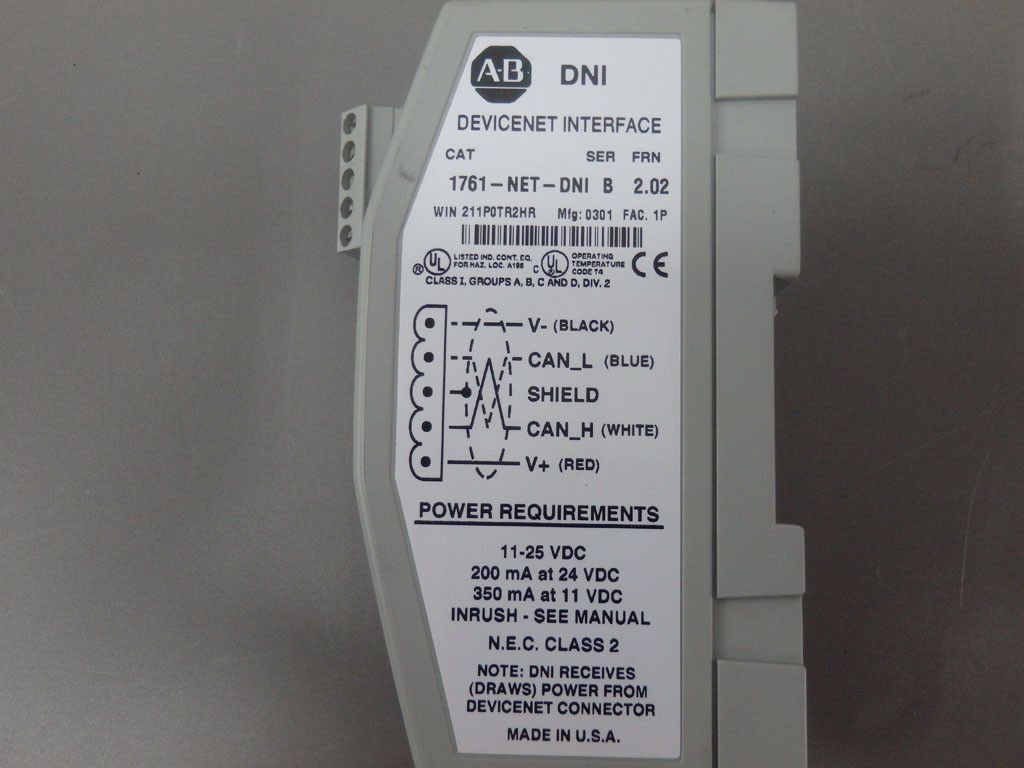 A-B DNI
DEVICENET INTERFACE
CAT SER FRN
1761-NET-DNI B 2.02
WIN 211P0TR2HR Mfg: 0301 FAC. 1P
UL LISTED IND. CONT. EQ. C UL OPERATING CE
® FOR HAZ. LOC. A196 TEMPERATURE
CODE T4
CLASS I, GROUPS A, B, C AND D, DIV. 2
V- (BLACK)
CAN_L (BLUE)
SHIELD
CAN_H (WHITE)
V+ (RED)
POWER REQUIREMENTS
11-25 VDC
200 mA at 24 VDC
350 mA at 11 VDC
INRUSH - SEE MANUAL
N.E.C. CLASS 2
NOTE: DNI RECEIVES
(DRAWS) POWER FROM
DEVICENET CONNECTOR
MADE IN U.S.A.